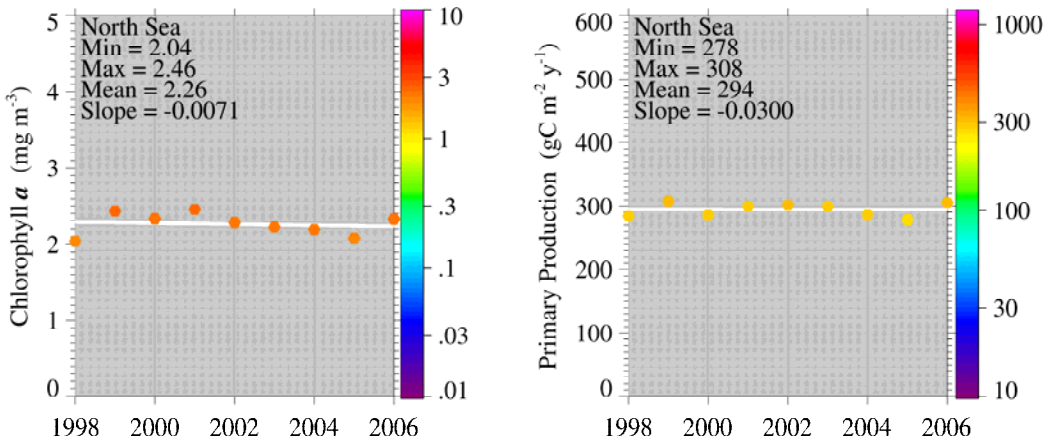 5
4
3
2
1
0
Chlorophyll a (mg m-3)
North Sea
Min = 2.04
Max = 2.46
Mean = 2.26
Slope = -0.0071
1998 2000 2002 2004 2006
10
3
1
.3
.1
.03
.01
600
500
400
300
200
100
0
Primary Production (gC m-2 y-1)
North Sea
Min = 278
Max = 308
Mean = 294
Slope = -0.0300
1998 2000 2002 2004 2006
1000
300
100
30
10